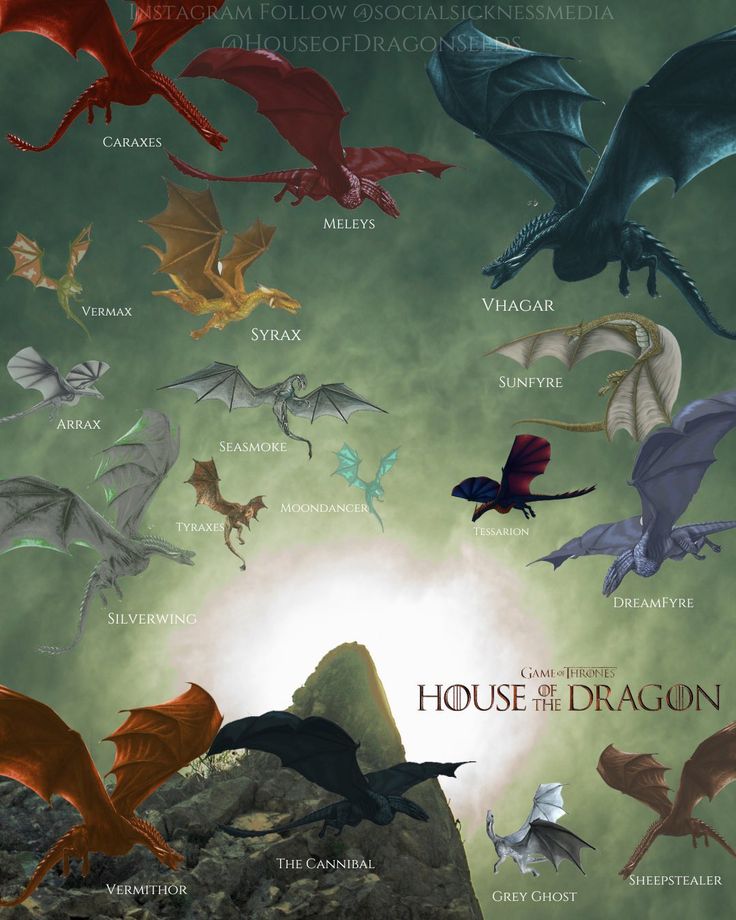 Instagram Follow @socialsicknessmedia
@HouseofDragonSeeds
Caraxes
Meleys
Vhagar
Vermax
Syrax
Sunfyre
Arrax
Seasmoke
Tyraxes
Moondancer
Tessarion
Silverwing
DreamFyre
Game of Thrones
HOUSE OF THE DRAGON
Vermithor
The Cannibal
Grey Ghost
Sheepstealer